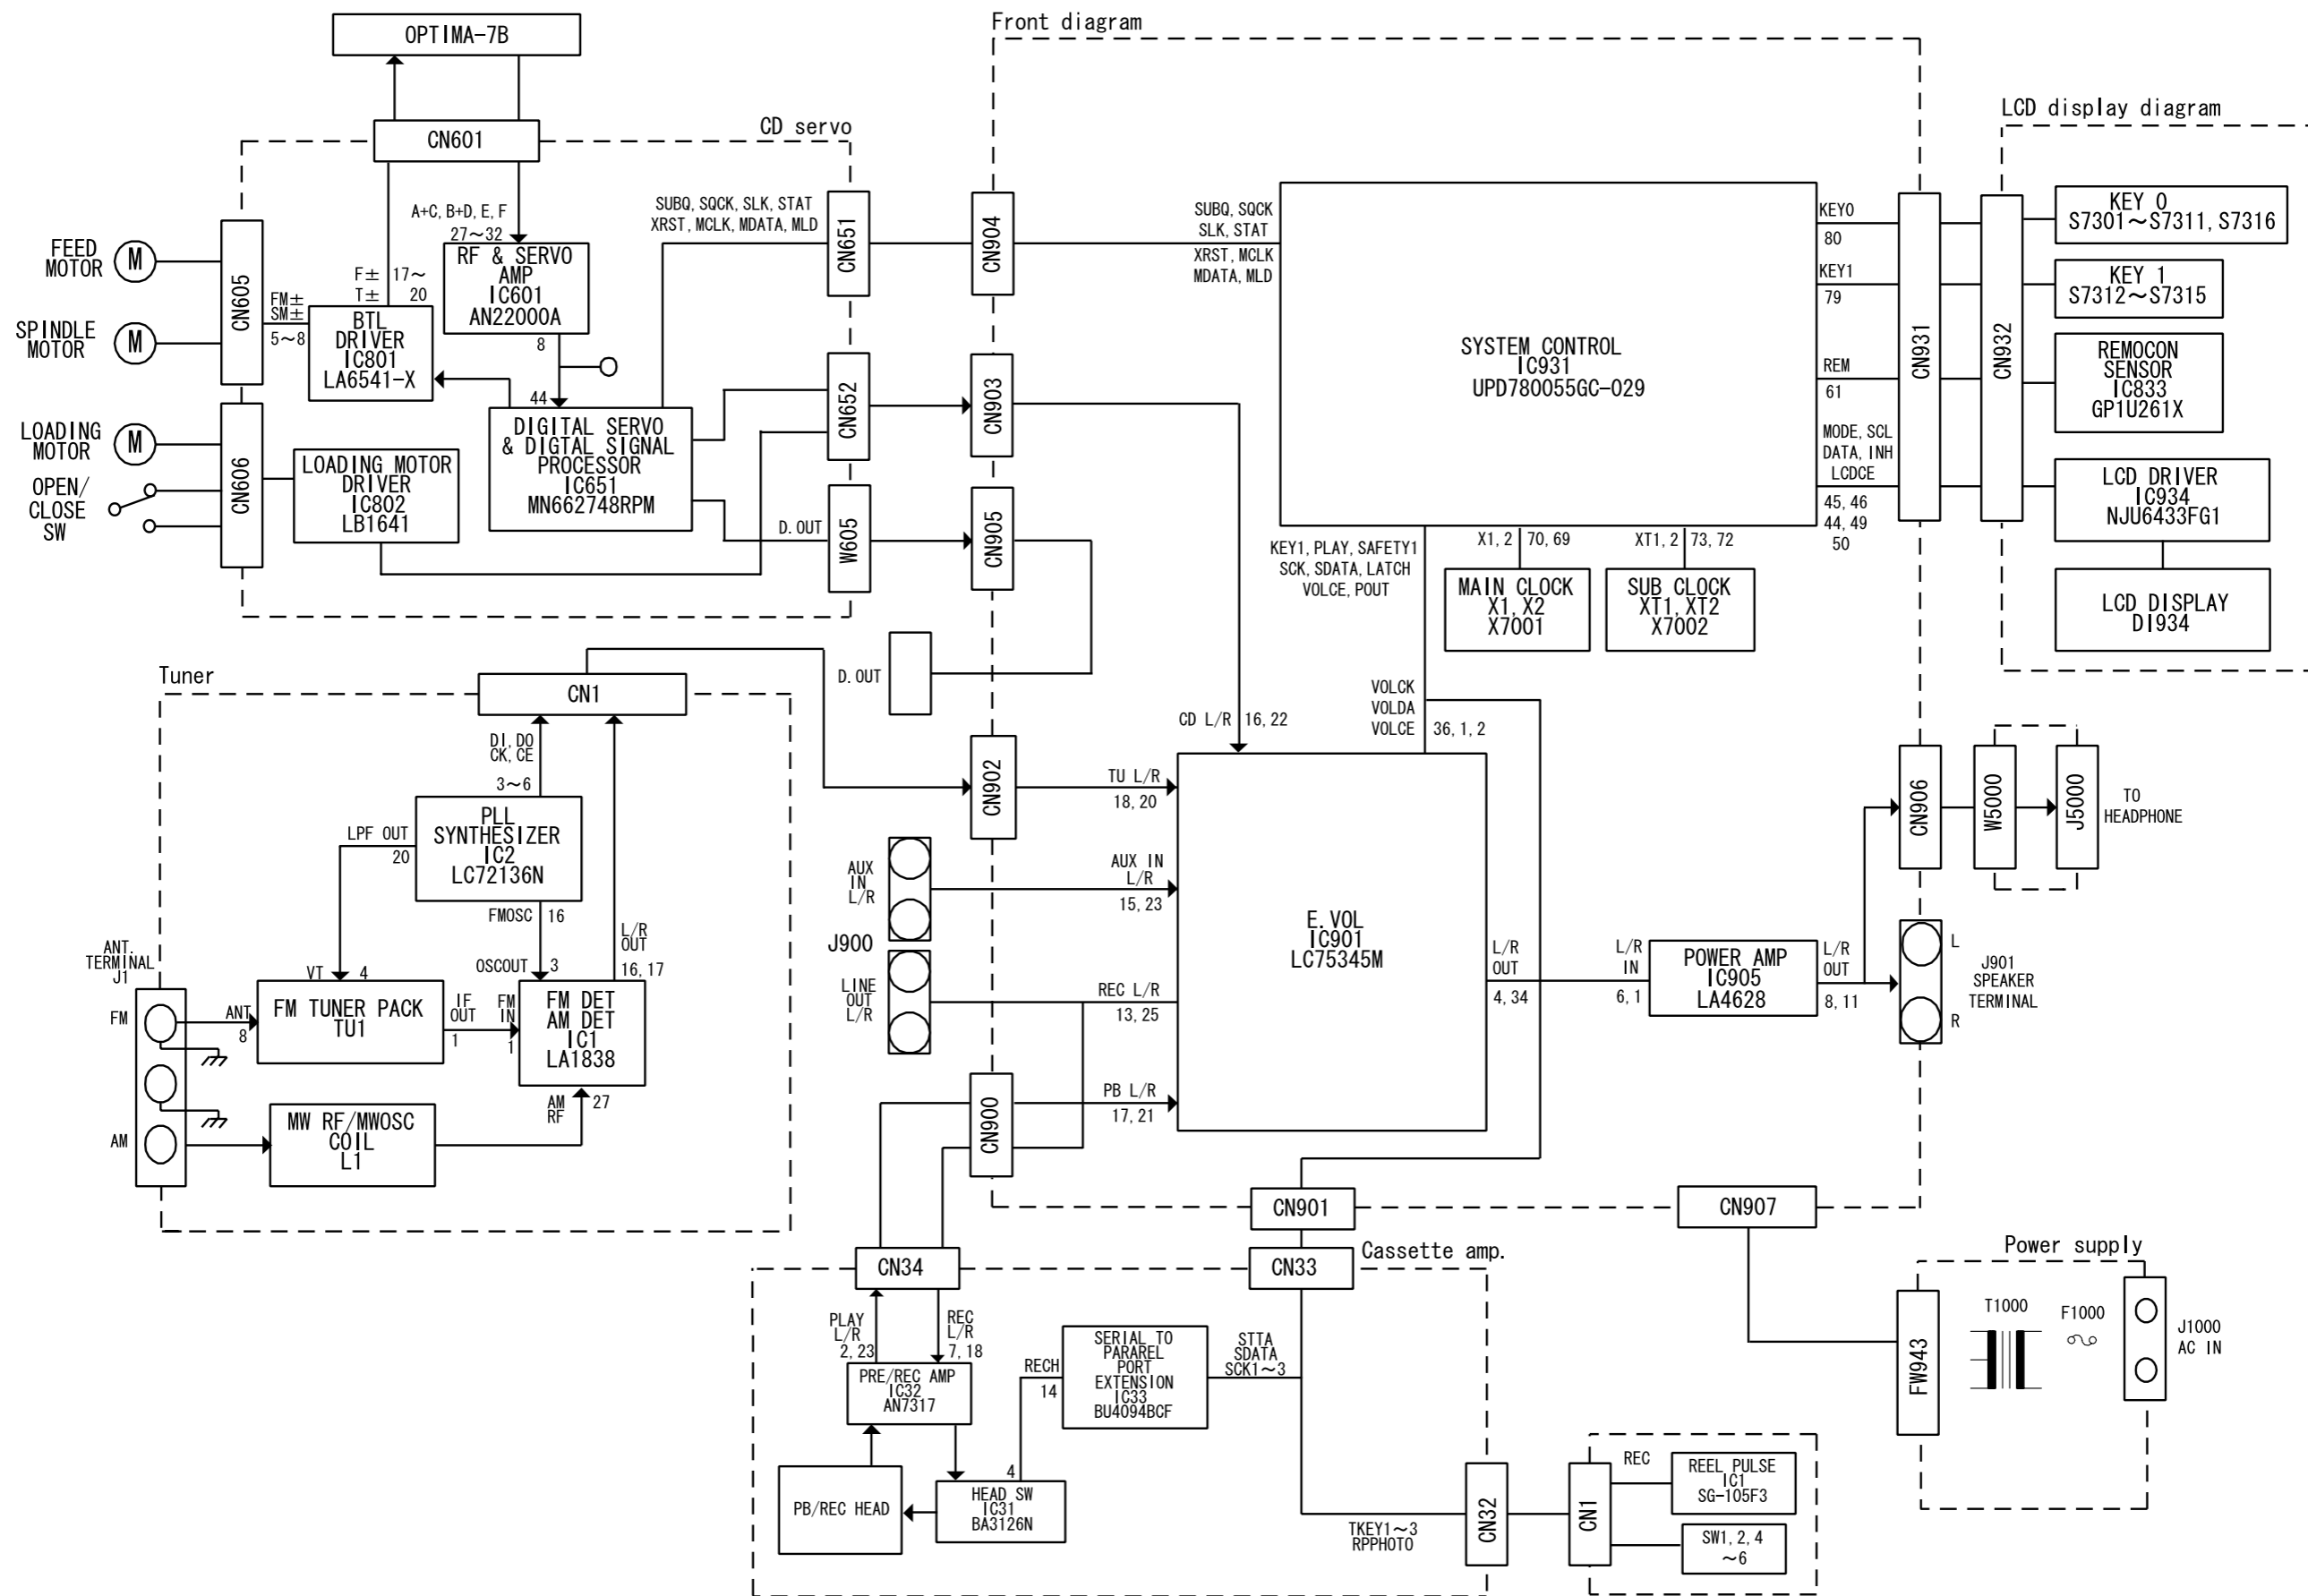 Front diagram
OPTIMA-7B
LCD display diagram
CD servo
CN601
A+C, B+D, E, F
27～32
RF & SERVO
AMP
IC601
AN22000A
8
SUBQ, SQCK, SLK, STAT
XRST, MCLK, MDATA, MLD
CN651
CN904
SUBQ, SQCK
SLK, STAT
XRST, MCLK
MDATA, MLD
FEED
MOTOR
M
SPINDLE
MOTOR
M
CN605
FM±
SM±
5～8
F±
T±
17～
20
BTL
DRIVER
IC801
LA6541-X
44
DIGITAL SERVO
& DIGTAL SIGNAL
PROCESSOR
IC651
MN662748RPM
CN652
CN903
LOADING
MOTOR
M
OPEN/
CLOSE
SW
CN606
LOADING MOTOR
DRIVER
IC802
LB1641
D.OUT
W605
CN905
D.OUT
SYSTEM CONTROL
IC931
UPD780055GC-029
KEY0
80
KEY1
79
REM
61
MODE, SCL
DATA, INH
LCDCE
45, 46
44, 49
50
CN931
CN932
KEY 0
S7301～S7311, S7316
KEY 1
S7312～S7315
REMOCON
SENSOR
IC833
GP1U261X
LCD DRIVER
IC934
NJU6433FG1
LCD DISPLAY
DI934
KEY1, PLAY, SAFETY1
SCK, SDATA, LATCH
VOLCE, POUT
X1, 2
70, 69
MAIN CLOCK
X1, X2
X7001
XT1, 2
73, 72
SUB CLOCK
XT1, XT2
X7002
VOLCK
VOLDA
VOLCE
36, 1, 2
CD L/R
16, 22
Tuner
CN1
DI, DO
CK, CE
3～6
PLL
SYNTHESIZER
IC2
LC72136N
LPF OUT
20
FMOSC
16
L/R
OUT
16, 17
OSCOUT
3
VT
4
ANT.
TERMINAL
J1
FM
AM
ANT
8
FM TUNER PACK
TU1
IF
OUT
1
FM
IN
1
FM DET
AM DET
IC1
LA1838
MW RF/MWOSC
COIL
L1
AM
RF
27
CN902
TU L/R
18, 20
AUX
IN
L/R
AUX IN
L/R
15, 23
J900
LINE
OUT
L/R
REC L/R
13, 25
CN900
PB L/R
17, 21
E.VOL
IC901
LC75345M
L/R
OUT
4, 34
L/R
IN
6, 1
POWER AMP
IC905
LA4628
L/R
OUT
8, 11
CN906
W5000
J5000
TO
HEADPHONE
L
R
J901
SPEAKER
TERMINAL
CN901
CN907
CN34
CN33
Cassette amp.
Power supply
PLAY
L/R
2, 23
REC
L/R
7, 18
PRE/REC AMP
IC32
AN7317
PB/REC HEAD
4
HEAD SW
IC31
BA3126N
RECH
14
SERIAL TO
PARAREL
PORT
EXTENSION
IC33
BU4094BCF
STTA
SDATA
SCK1～3
TKEY1～3
RPPHOTO
CN32
CN1
REC
REEL PULSE
IC1
SG-105F3
SW1, 2, 4
～6
FW943
T1000
F1000
J1000
AC IN